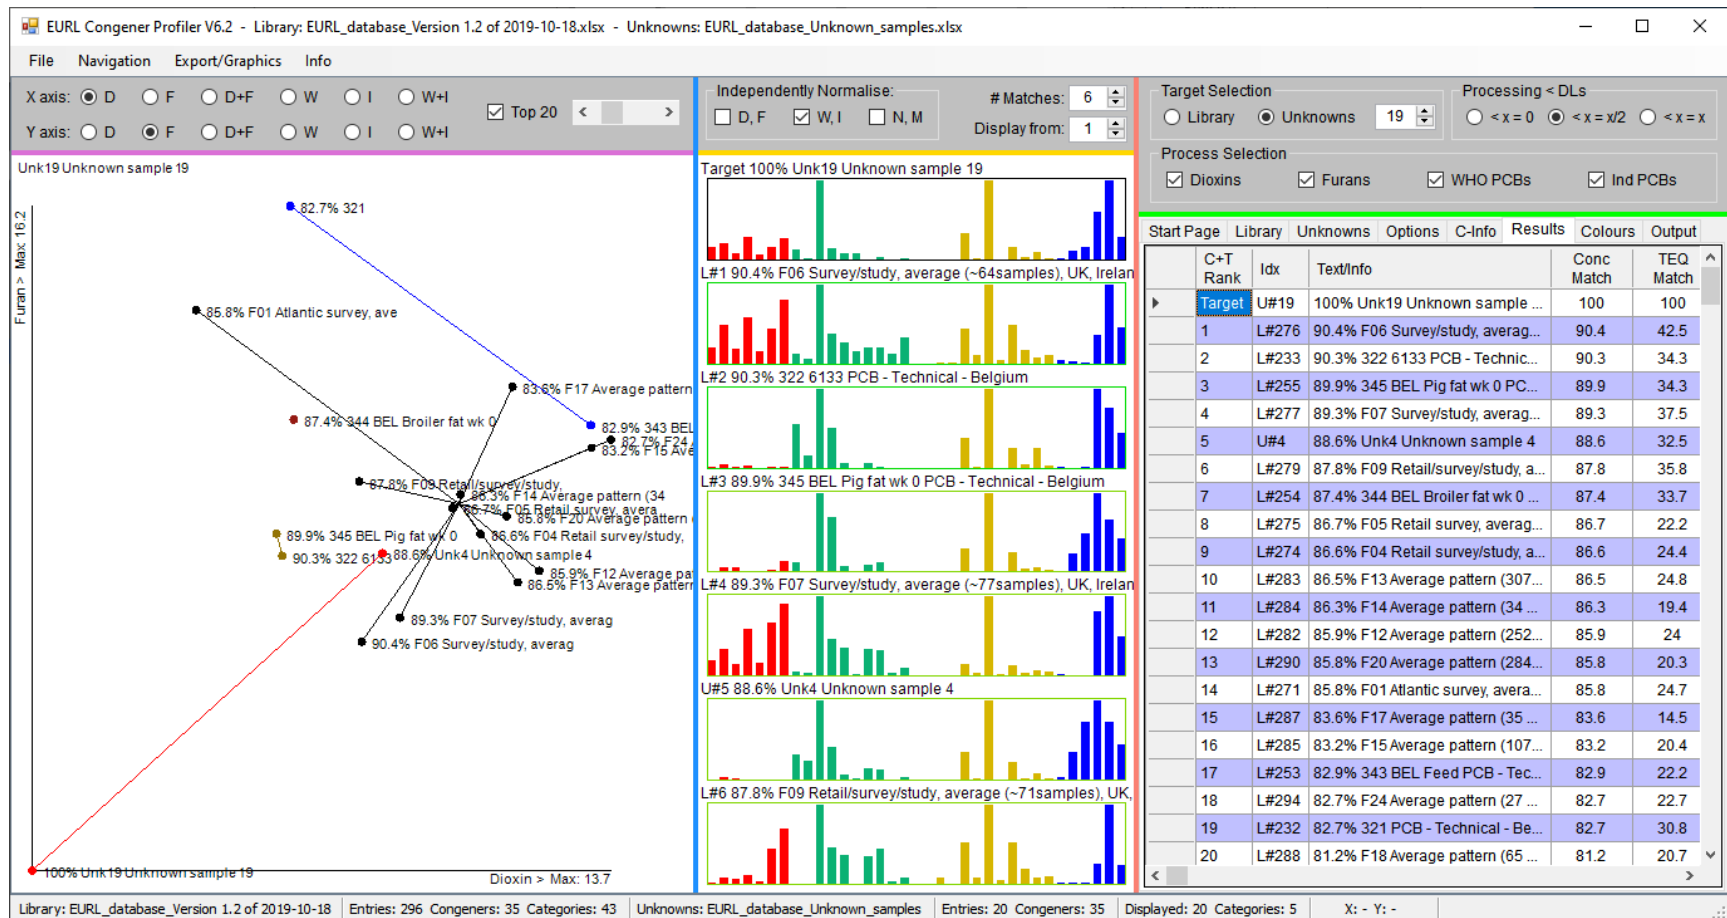 EURL Congener Profiler V6.2 - Library: EURL_database_Version 1.2 of 2019-10-18.xlsx - Unknowns: EURL_database_Unknown_samples.xlsx
File Navigation Export/Graphics Info
X axis: D F D+F W I W+I
Y axis: D F D+F W I W+I
Top 20
Independently Normalise:
D, F W, I N, M
# Matches: 6
Display from: 1
Target Selection
Library Unknowns 19
Processing < DLs
< x = 0 < x = x/2 < x = x
Process Selection
Dioxins Furans WHO PCBs Ind PCBs
Unk19 Unknown sample 19
Furan > Max: 16.2
82.7% 321
85.8% F01 Atlantic survey, ave
83.6% F17 Average pattern
87.4% 344 BEL Broiler fat wk 0
82.9% 343 BEL
82.7% F24
83.2% F15 Ave
87.8% F09 Retail/survey/study,
86.3% F14 Average pattern (34
86.7% F05 Retail survey, avera
85.8% F20 Average pattern
89.9% 345 BEL Pig fat wk 0
86.6% F04 Retail survey/study,
90.3% 322 6133
88.6% Unk4 Unknown sample 4
85.9% F12 Average pat
86.5% F13 Average pattern
89.3% F07 Survey/study, averag
90.4% F06 Survey/study, averag
100% Unk19 Unknown sample 19
Dioxin > Max: 13.7
Target 100% Unk19 Unknown sample 19
L#1 90.4% F06 Survey/study, average (~64samples), UK, Irelan
L#2 90.3% 322 6133 PCB - Technical - Belgium
L#3 89.9% 345 BEL Pig fat wk 0 PCB - Technical - Belgium
L#4 89.3% F07 Survey/study, average (~77samples), UK, Irelan
U#5 88.6% Unk4 Unknown sample 4
L#6 87.8% F09 Retail/survey/study, average (~71samples), UK,
Start Page Library Unknowns Options C-Info Results Colours Output
C+T Rank Idx Text/Info Conc Match TEQ Match
Target U#19 100% Unk19 Unknown sample ... 100 100
1 L#276 90.4% F06 Survey/study, averag... 90.4 42.5
2 L#233 90.3% 322 6133 PCB - Technic... 90.3 34.3
3 L#255 89.9% 345 BEL Pig fat wk 0 PC... 89.9 34.3
4 L#277 89.3% F07 Survey/study, averag... 89.3 37.5
5 U#4 88.6% Unk4 Unknown sample 4 88.6 32.5
6 L#279 87.8% F09 Retail/survey/study, a... 87.8 35.8
7 L#254 87.4% 344 BEL Broiler fat wk 0 ... 87.4 33.7
8 L#275 86.7% F05 Retail survey, averag... 86.7 22.2
9 L#274 86.6% F04 Retail survey/study, a... 86.6 24.4
10 L#283 86.5% F13 Average pattern (307... 86.5 24.8
11 L#284 86.3% F14 Average pattern (34 ... 86.3 19.4
12 L#282 85.9% F12 Average pattern (252... 85.9 24
13 L#290 85.8% F20 Average pattern (284... 85.8 20.3
14 L#271 85.8% F01 Atlantic survey, avera... 85.8 24.7
15 L#287 83.6% F17 Average pattern (35 ... 83.6 14.5
16 L#285 83.2% F15 Average pattern (107... 83.2 20.4
17 L#253 82.9% 343 BEL Feed PCB - Tec... 82.9 22.2
18 L#294 82.7% F24 Average pattern (27 ... 82.7 22.7
19 L#232 82.7% 321 PCB - Technical - Be... 82.7 30.8
20 L#288 81.2% F18 Average pattern (65 ... 81.2 20.7
Library: EURL_database_Version 1.2 of 2019-10-18 Entries: 296 Congeners: 35 Categories: 43 Unknowns: EURL_database_Unknown_samples Entries: 20 Congeners: 35 Displayed: 20 Categories: 5 X: - Y: -